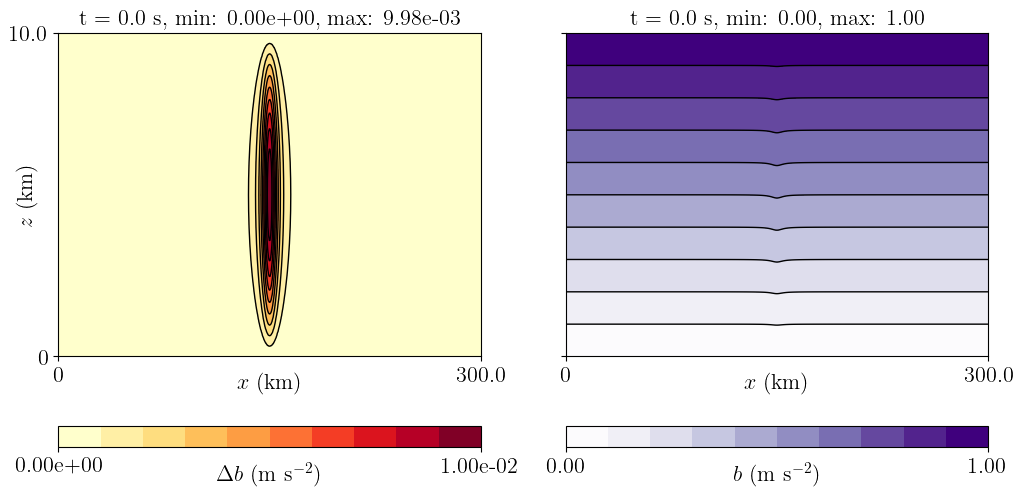 t = 0.0 s, min: 0.00e+00, max: 9.98e-03
10.0
z (km)
0
0
300.0
x (km)
0.00e+00
1.00e-02
Δb (m s⁻²)
t = 0.0 s, min: 0.00, max: 1.00
0
300.0
x (km)
0.00
1.00
b (m s⁻²)